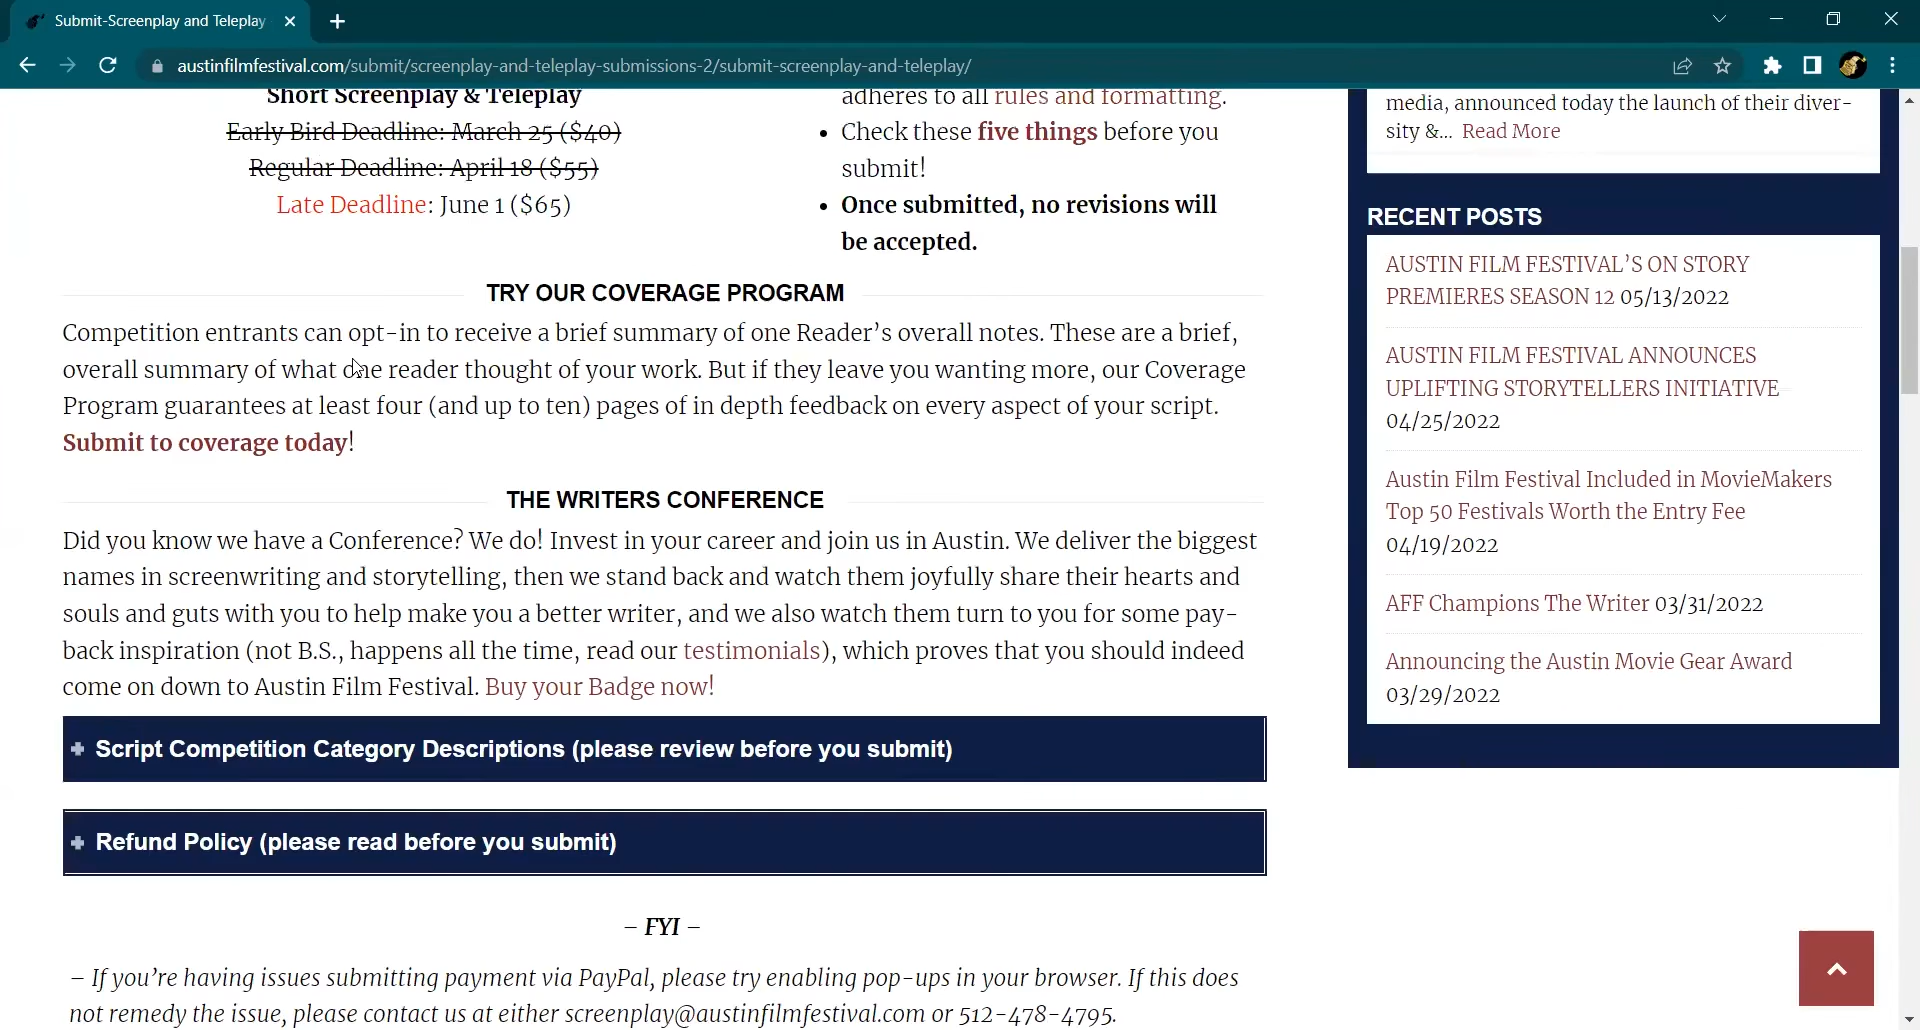 Submit-Screenplay and Teleplay
austinfilmfestival.com/submit/screenplay-and-teleplay-submissions-2/submit-screenplay-and-teleplay/
Short Screenplay & Teleplay
Early Bird Deadline: March 25 ($40)
Regular Deadline: April 18 ($55)
Late Deadline: June 1 ($65)
adheres to all rules and formatting.
• Check these five things before you
submit!
• Once submitted, no revisions will
be accepted.
TRY OUR COVERAGE PROGRAM
Competition entrants can opt-in to receive a brief summary of one Reader’s overall notes. These are a brief,
overall summary of what one reader thought of your work. But if they leave you wanting more, our Coverage
Program guarantees at least four (and up to ten) pages of in depth feedback on every aspect of your script.
Submit to coverage today!
THE WRITERS CONFERENCE
Did you know we have a Conference? We do! Invest in your career and join us in Austin. We deliver the biggest
names in screenwriting and storytelling, then we stand back and watch them joyfully share their hearts and
souls and guts with you to help make you a better writer, and we also watch them turn to you for some pay-
back inspiration (not B.S., happens all the time, read our testimonials), which proves that you should indeed
come on down to Austin Film Festival. Buy your Badge now!
Script Competition Category Descriptions (please review before you submit)
Refund Policy (please read before you submit)
– FYI –
– If you’re having issues submitting payment via PayPal, please try enabling pop-ups in your browser. If this does
not remedy the issue, please contact us at either screenplay@austinfilmfestival.com or 512-478-4795.
media, announced today the launch of their diver-
sity &... Read More
RECENT POSTS
AUSTIN FILM FESTIVAL’S ON STORY
PREMIERES SEASON 12 05/13/2022
AUSTIN FILM FESTIVAL ANNOUNCES
UPLIFTING STORYTELLERS INITIATIVE
04/25/2022
Austin Film Festival Included in MovieMakers
Top 50 Festivals Worth the Entry Fee
04/19/2022
AFF Champions The Writer 03/31/2022
Announcing the Austin Movie Gear Award
03/29/2022